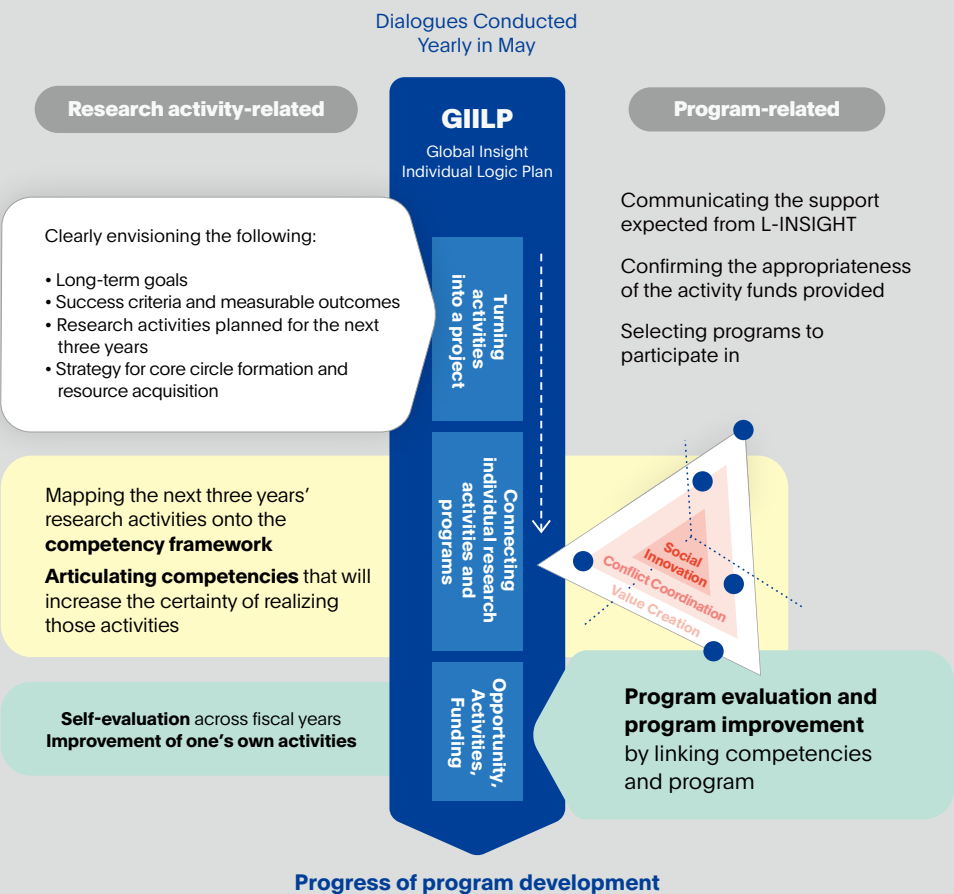 Dialogues Conducted
Yearly in May
Research activity-related
GIILP
Global Insight
Individual Logic Plan
Program-related
Clearly envisioning the following:
• Long-term goals
• Success criteria and measurable outcomes
• Research activities planned for the next
three years
• Strategy for core circle formation and
resource acquisition
Turning
activities
into a project
Communicating the support
expected from L-INSIGHT
Confirming the appropriateness
of the activity funds provided
Selecting programs to
participate in
Mapping the next three years’
research activities onto the
competency framework
Articulating competencies that will
increase the certainty of realizing
those activities
Connecting
individual research
activities and
programs
Social
Innovation
Conflict Coordination
Value Creation
Self-evaluation across fiscal years
Improvement of one’s own activities
Opportunity,
Activities,
Funding
Program evaluation and
program improvement
by linking competencies
and program
Progress of program development